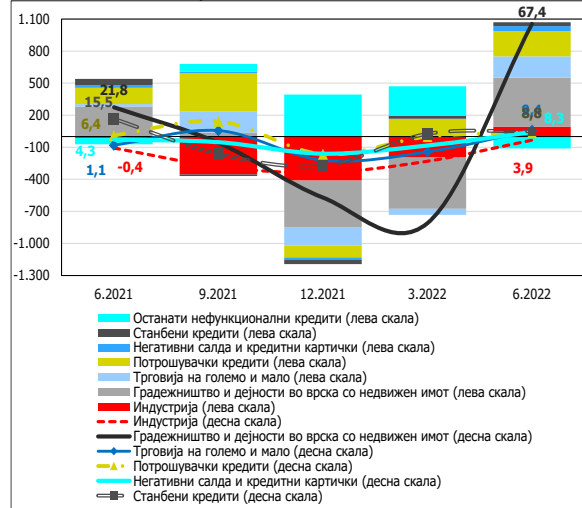 1.100
800
500
200
-100
-400
-700
-1.000
-1.300
67,4
21,8
15,5
6,4
4,3
1,1
-0,4
8,8
8,3
3,9
6.2021 9.2021 12.2021 3.2022 6.2022
Останати нефункционални кредити (лева скала)
Станбени кредити (лева скала)
Негативни салда и кредитни картички (лева скала)
Потрошувачки кредити (лева скала)
Трговија на големо и мало (лева скала)
Градежништво и дејности во врска со недвижен имот (лева скала)
Индустрија (лева скала)
Индустрија (десна скала)
Градежништво и дејности во врска со недвижен имот (десна скала)
Трговија на големо и мало (десна скала)
Потрошувачки кредити (десна скала)
Негативни салда и кредитни картички (десна скала)
Станбени кредити (десна скала)